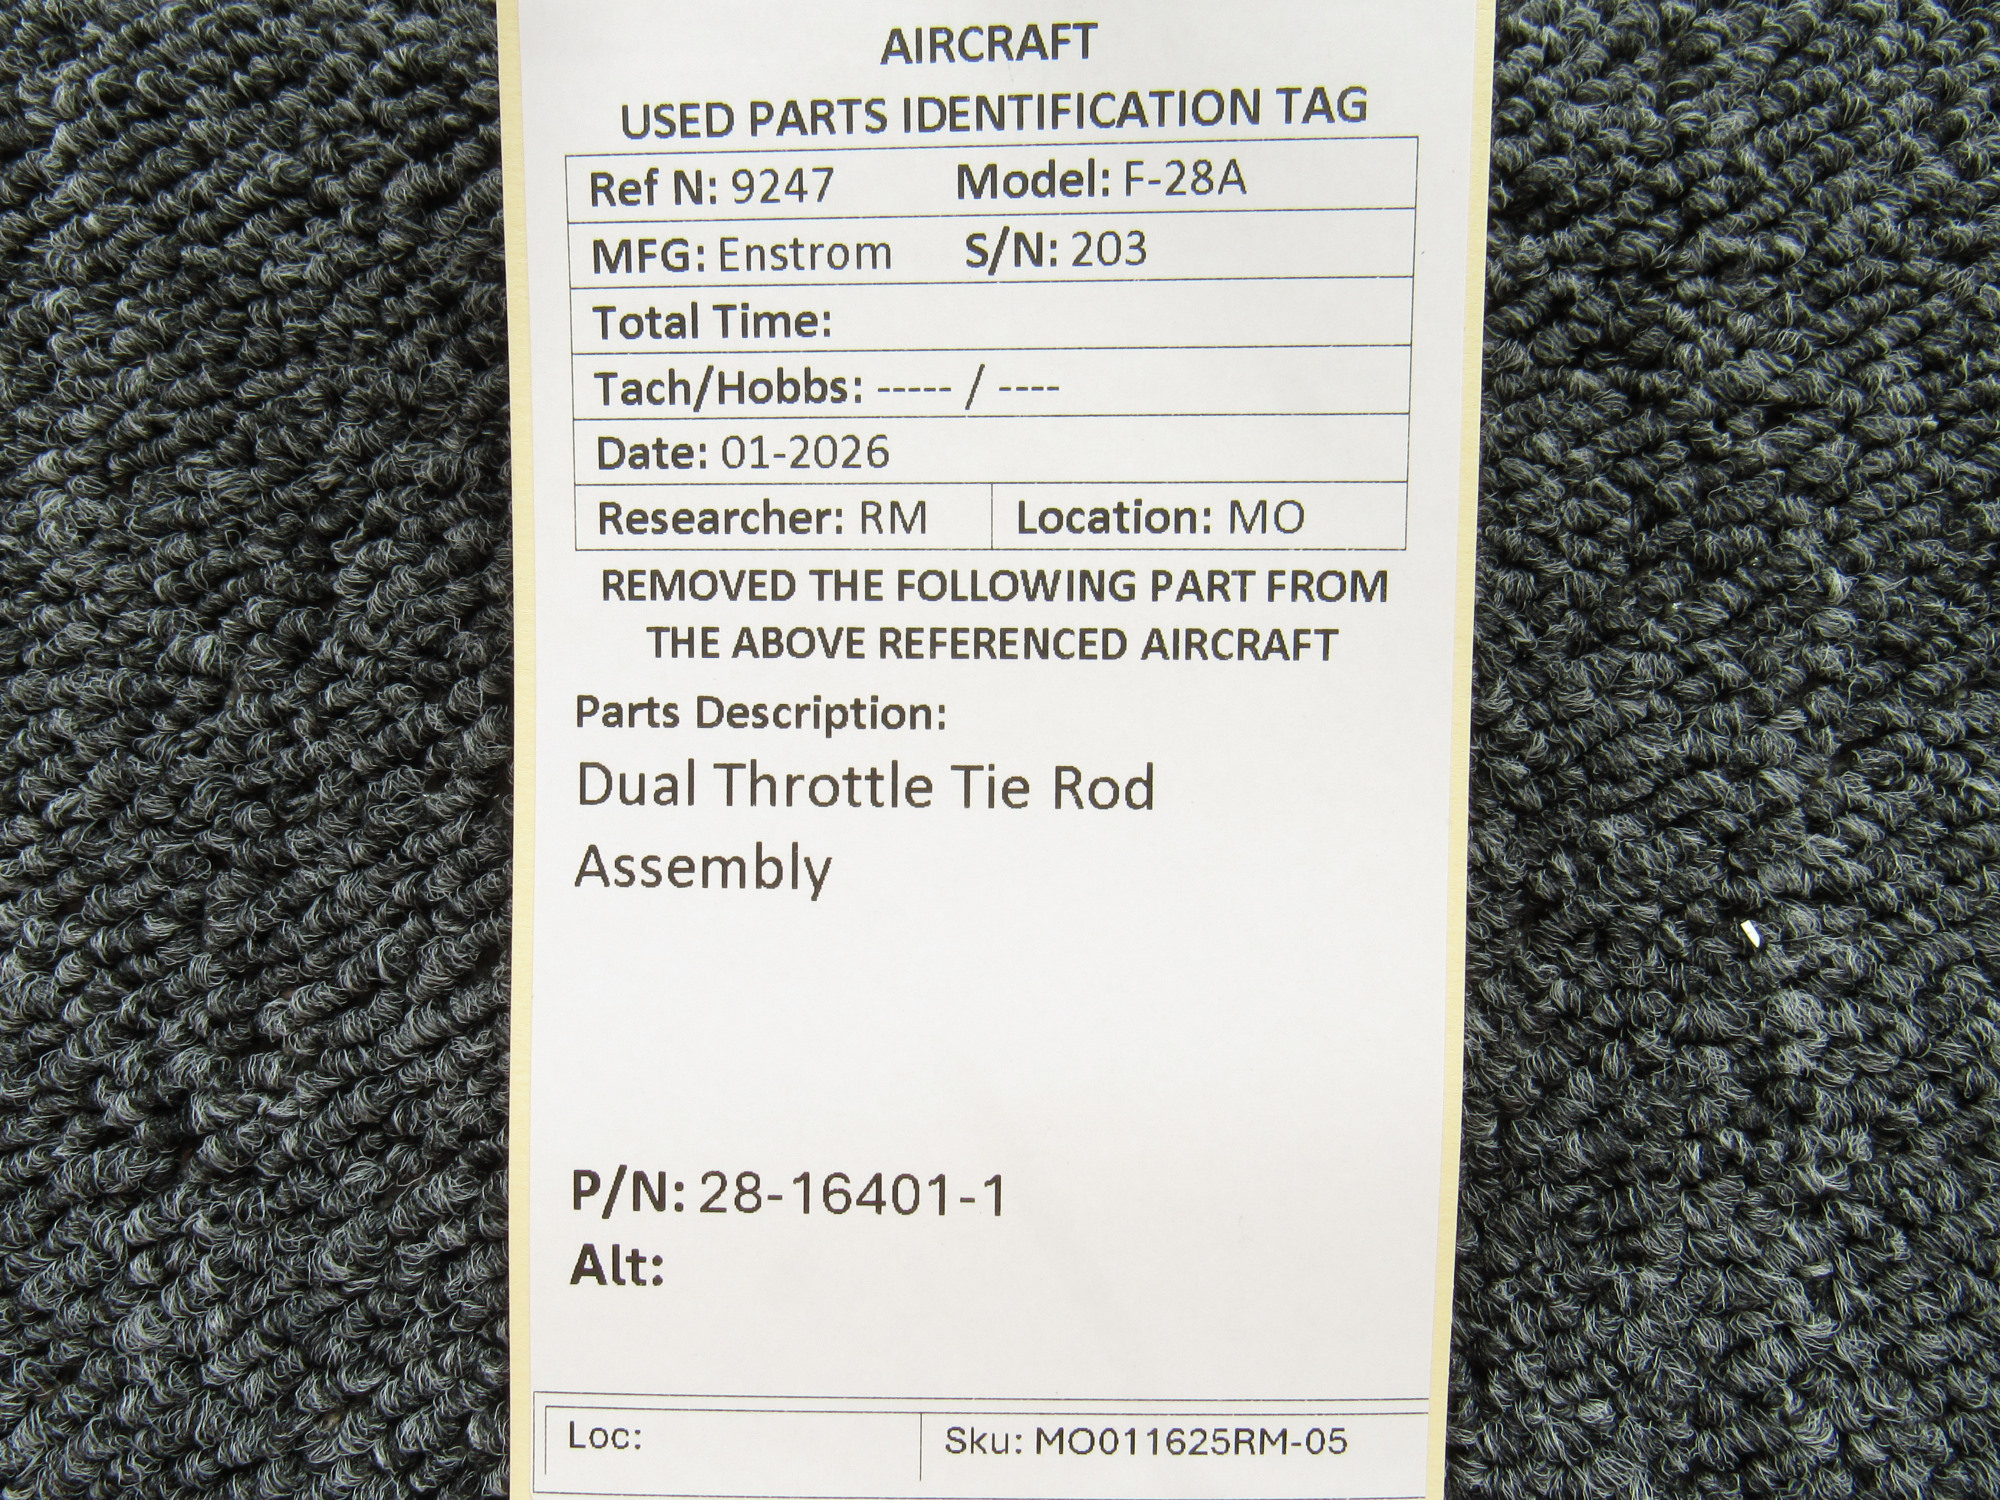 AIRCRAFT
USED PARTS IDENTIFICATION TAG
Ref N: 9247 Model: F-28A
MFG: Enstrom S/N: 203
Total Time:
Tach/Hobbs: ----- / ----
Date: 01-2026
Researcher: RM Location: MO
REMOVED THE FOLLOWING PART FROM
THE ABOVE REFERENCED AIRCRAFT
Parts Description:
Dual Throttle Tie Rod
Assembly
P/N: 28-16401-1
Alt:
Loc: Sku: MO011625RM-05